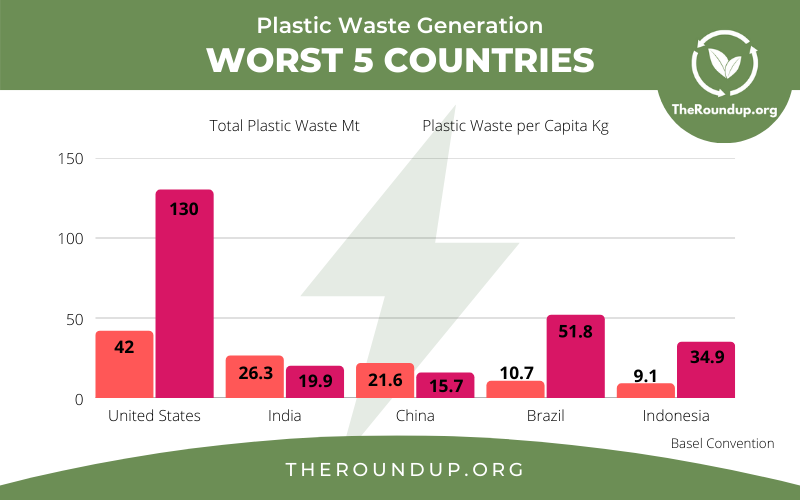 Plastic Waste Generation
WORST 5 COUNTRIES
TheRoundup.org
Total Plastic Waste Mt
Plastic Waste per Capita Kg
150
100
50
0
42
130
26.3
19.9
21.6
15.7
10.7
51.8
9.1
34.9
United States
India
China
Brazil
Indonesia
Basel Convention
THEROUNDUP.ORG